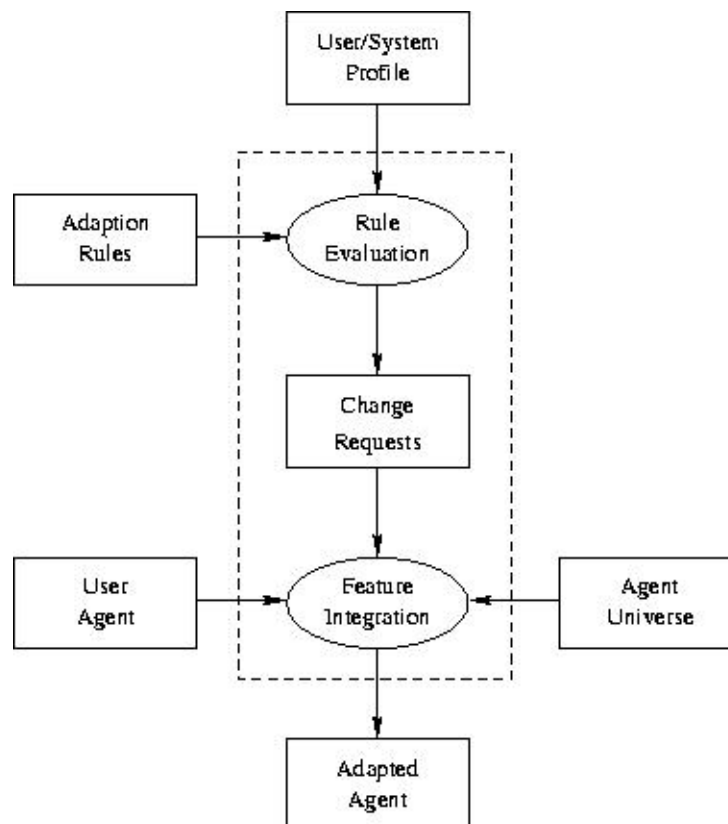 User/System
Profile
Adaption
Rules
Rule
Evaluation
Change
Requests
User
Agent
Feature
Integration
Agent
Universe
Adapted
Agent